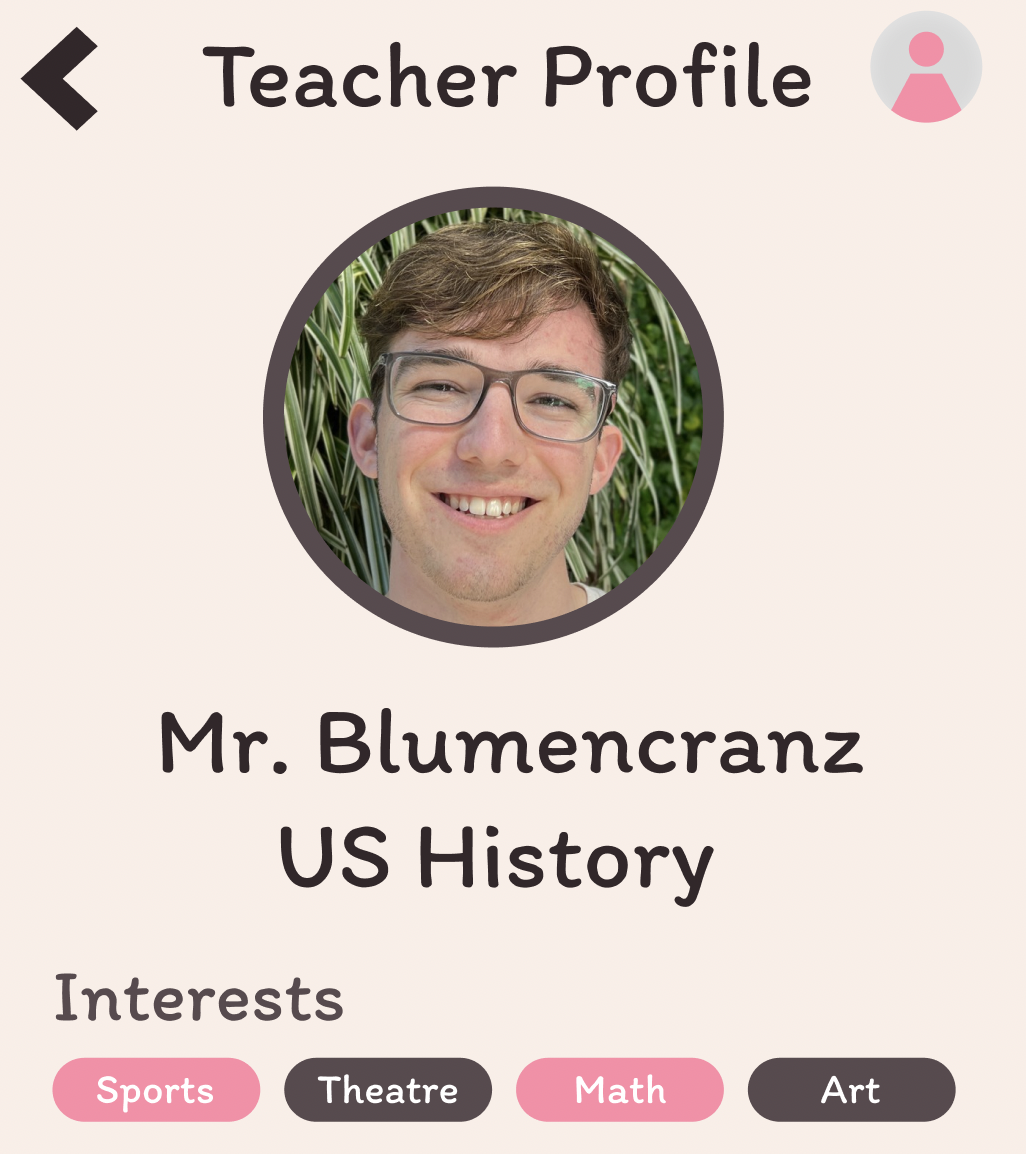 Teacher Profile
Mr. Blumencranz
US History
Interests
Sports Theatre Math Art